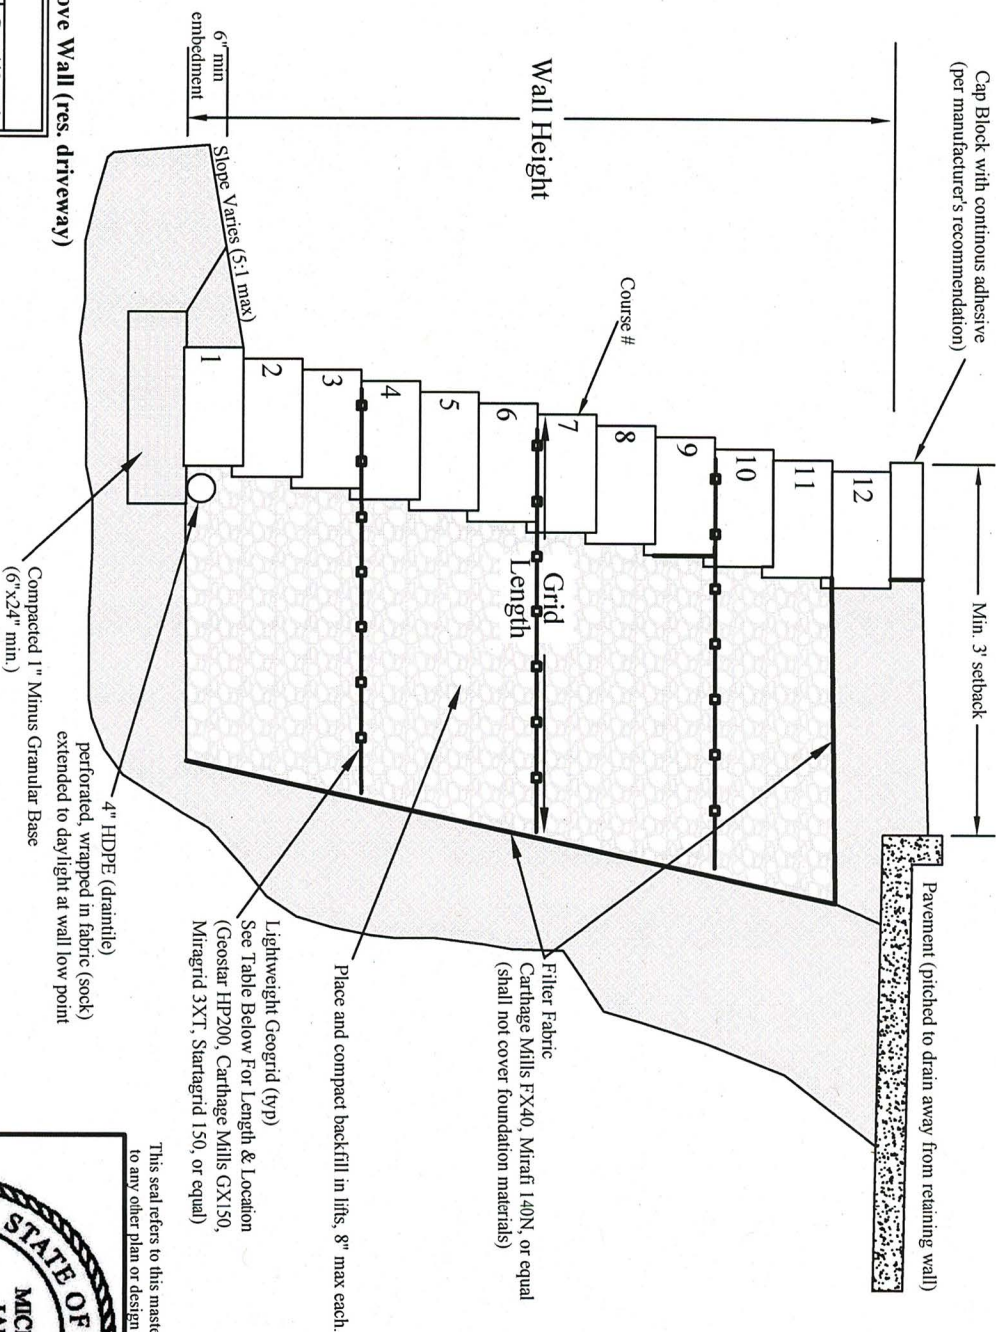 Cap Block with continous adhesive
(per manufacturer's recommendation)
Min. 3' setback
Pavement (pitched to drain away from retaining wall)
Wall Height
Course #
12
11
10
9
8
7
6
5
4
3
2
1
Grid
Length
Filter Fabric
Carthage Mills FX40, Mirafi 140N, or equal
(shall not cover foundation materials)
Place and compact backfill in lifts, 8" max each.
6" min
embedment
Slope Varies (5:1 max)
Lightweight Geogrid (typ)
See Table Below For Length & Location
(Geostar HP200, Carthage Mills GX150,
Miragrid 3XT, Startagrid 150, or equal)
4" HDPE (draintile)
perforated, wrapped in fabric (sock)
extended to daylight at wall low point
Compacted 1" Minus Granular Base
(6"x24" min.)
Wall (res. driveway)
This seal refers to this
to any other plan or design
STATE OF